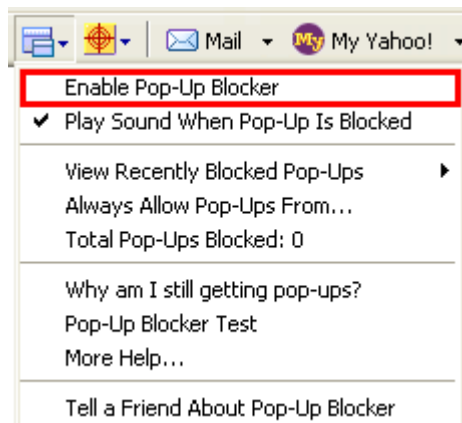 Mail My My Yahoo!
Enable Pop-Up Blocker
Play Sound When Pop-Up Is Blocked
View Recently Blocked Pop-Ups
Always Allow Pop-Ups From...
Total Pop-Ups Blocked: 0
Why am I still getting pop-ups?
Pop-Up Blocker Test
More Help...
Tell a Friend About Pop-Up Blocker